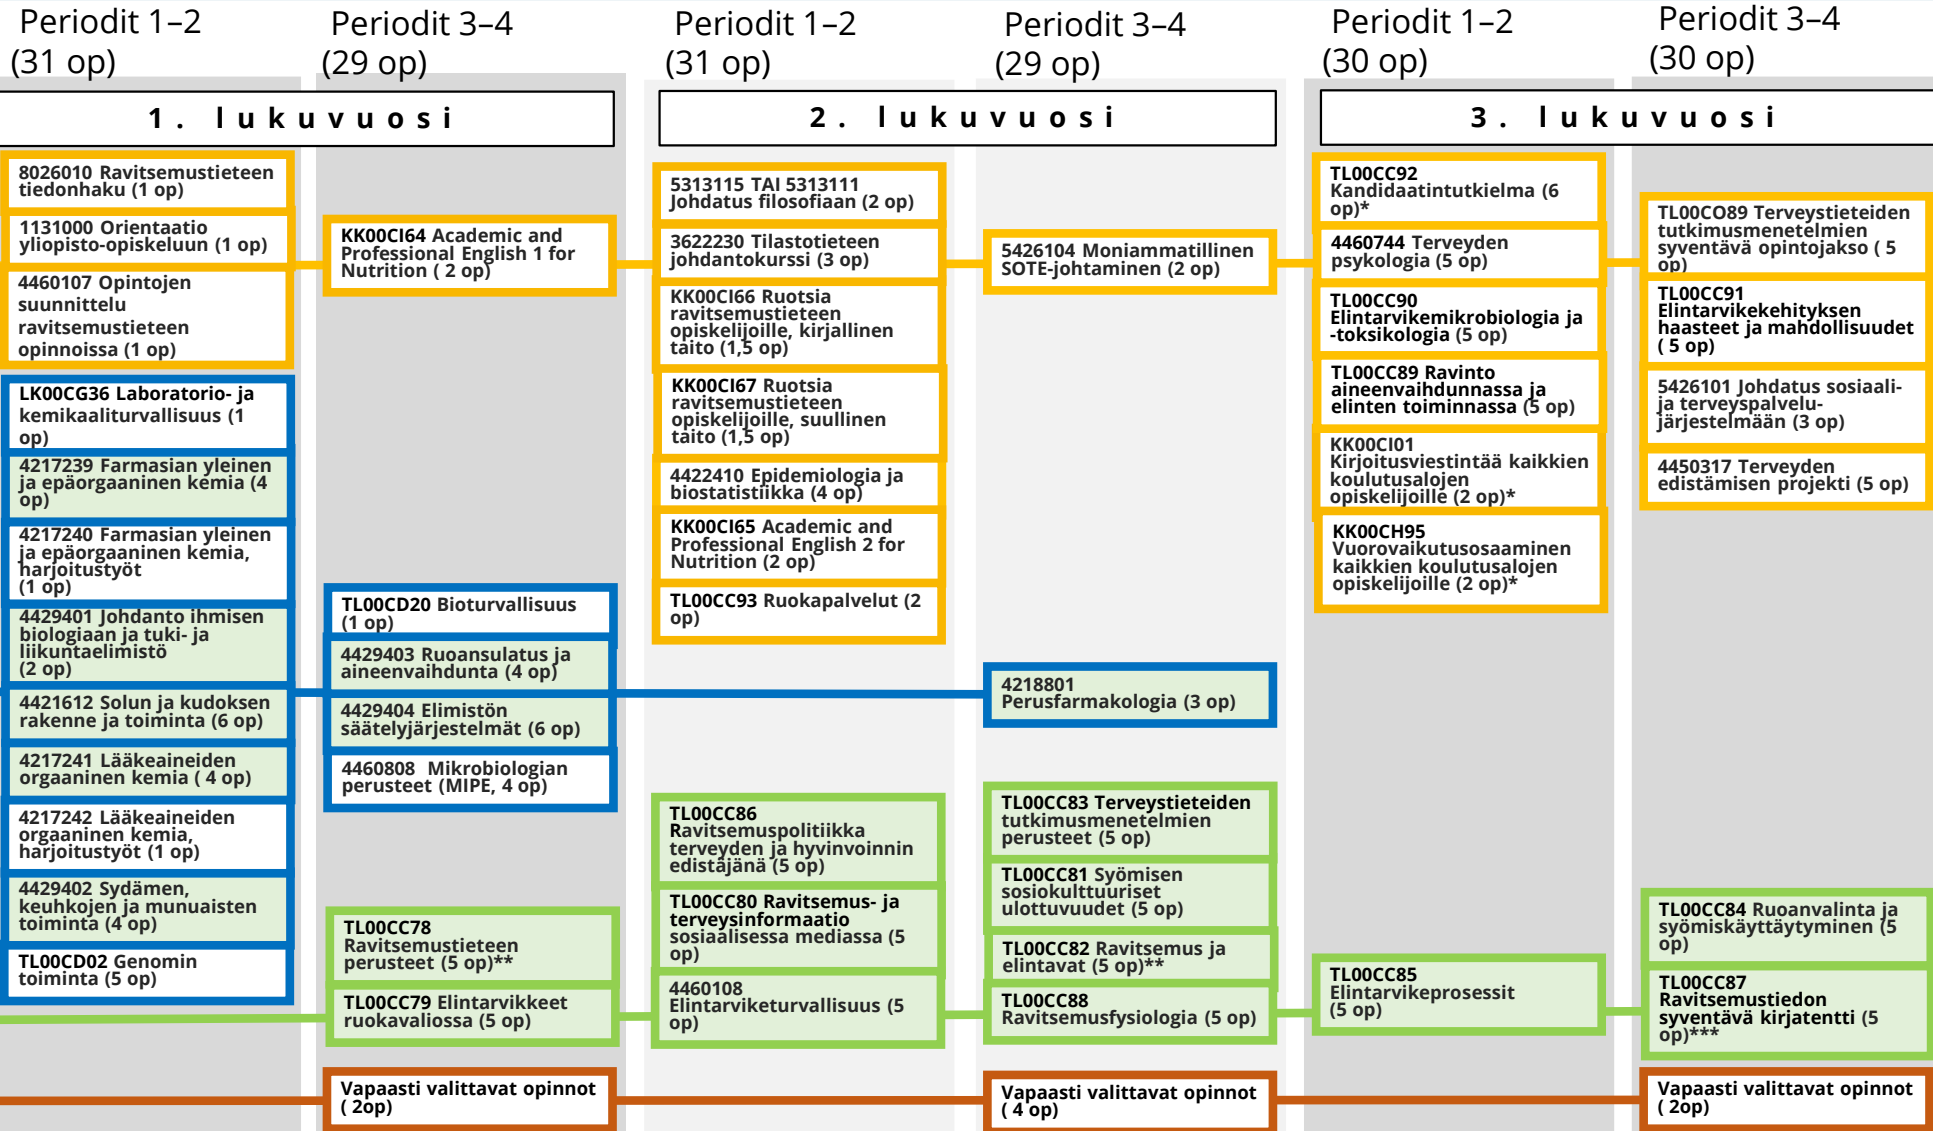 Periodit 1–2
(31 op)
Periodit 3–4
(29 op)
Periodit 1–2
(31 op)
Periodit 3–4
(29 op)
Periodit 1–2
(30 op)
Periodit 3–4
(30 op)
1. lukuvuosi
2. lukuvuosi
3. lukuvuosi
8026010 Ravitsemustieteen
tiedonhaku (1 op)
1131000 Orientaatio
yliopisto-opiskeluun (1 op)
4460107 Opintojen
suunnittelu
ravitsemustieteen
opinnoissa (1 op)
LK00CG36 Laboratorio- ja
kemikaaliturvallisuus (1
op)
4217239 Farmasian yleinen
ja epäorgaaninen kemia (4
op)
4217240 Farmasian yleinen
ja epäorgaaninen kemia,
harjoitustyöt
(1 op)
4429401 Johdanto ihmisen
biologiaan ja tuki- ja
liikuntaelimistö
(2 op)
4421612 Solun ja kudoksen
rakenne ja toiminta (6 op)
4217241 Lääkeaineiden
orgaaninen kemia ( 4 op)
4217242 Lääkeaineiden
orgaaninen kemia,
harjoitustyöt (1 op)
4429402 Sydämen,
keuhkojen ja munuaisten
toiminta (4 op)
TL00CD02 Genomin
toiminta (5 op)
KK00CI64 Academic and
Professional English 1 for
Nutrition ( 2 op)
TL00CD20 Bioturvallisuus
(1 op)
4429403 Ruoansulatus ja
aineenvaihdunta (4 op)
4429404 Elimistön
säätelyjärjestelmät (6 op)
4460808 Mikrobiologian
perusteet (MIPE, 4 op)
TL00CC78
Ravitsemustieteen
perusteet (5 op)**
TL00CC79 Elintarvikkeet
ruokavaliossa (5 op)
Vapaasti valittavat opinnot
( 2op)
5313115 TAI 5313111
Johdatus filosofiaan (2 op)
3622230 Tilastotieteen
johdantokurssi (3 op)
KK00CI66 Ruotsia
ravitsemustieteen
opiskelijoille, kirjallinen
taito (1,5 op)
KK00CI67 Ruotsia
ravitsemustieteen
opiskelijoille, suullinen
taito (1,5 op)
4422410 Epidemiologia ja
biostatistiikka (4 op)
KK00CI65 Academic and
Professional English 2 for
Nutrition (2 op)
TL00CC93 Ruokapalvelut (2
op)
TL00CC86
Ravitsemuspolitiikka
terveyden ja hyvinvoinnin
edistäjänä (5 op)
TL00CC80 Ravitsemus- ja
terveysinformaatio
sosiaalisessa mediassa (5
op)
4460108
Elintarviketurvallisuus (5
op)
5426104 Moniammatillinen
SOTE-johtaminen (2 op)
4218801
Perusfarmakologia (3 op)
TL00CC83 Terveystieteiden
tutkimusmenetelmien
perusteet (5 op)
TL00CC81 Syömisen
sosiokulttuuriset
ulottuvuudet (5 op)
TL00CC82 Ravitsemus ja
elintavat (5 op)**
TL00CC88
Ravitsemusfysiologia (5 op)
Vapaasti valittavat opinnot
( 4 op)
TL00CC92
Kandidaatintutkielma (6
op)*
4460744 Terveyden
psykologia (5 op)
TL00CC90
Elintarvikemikrobiologia ja
-toksikologia (5 op)
TL00CC89 Ravinto
aineenvaihdunnassa ja
elinten toiminnassa (5 op)
KK00CI01
Kirjoitusviestintää kaikkien
koulutusalojen
opiskelijoille (2 op)*
KK00CH95
Vuorovaikutusosaaminen
kaikkien koulutusalojen
opiskelijoille (2 op)*
TL00CC85
Elintarvikeprosessit
(5 op)
TL00CO89 Terveystieteiden
tutkimusmenetelmien
syventävä opintojakso ( 5
op)
TL00CC91
Elintarvikekehityksen
haasteet ja mahdollisuudet
( 5 op)
5426101 Johdatus sosiaali-
ja terveyspalvelu-
järjestelmään (3 op)
4450317 Terveyden
edistämisen projekti (5 op)
TL00CC84 Ruoanvalinta ja
syömiskäyttäytyminen (5
op)
TL00CC87
Ravitsemustiedon
syventävä kirjatentti (5
op)***
Vapaasti valittavat opinnot
( 2op)